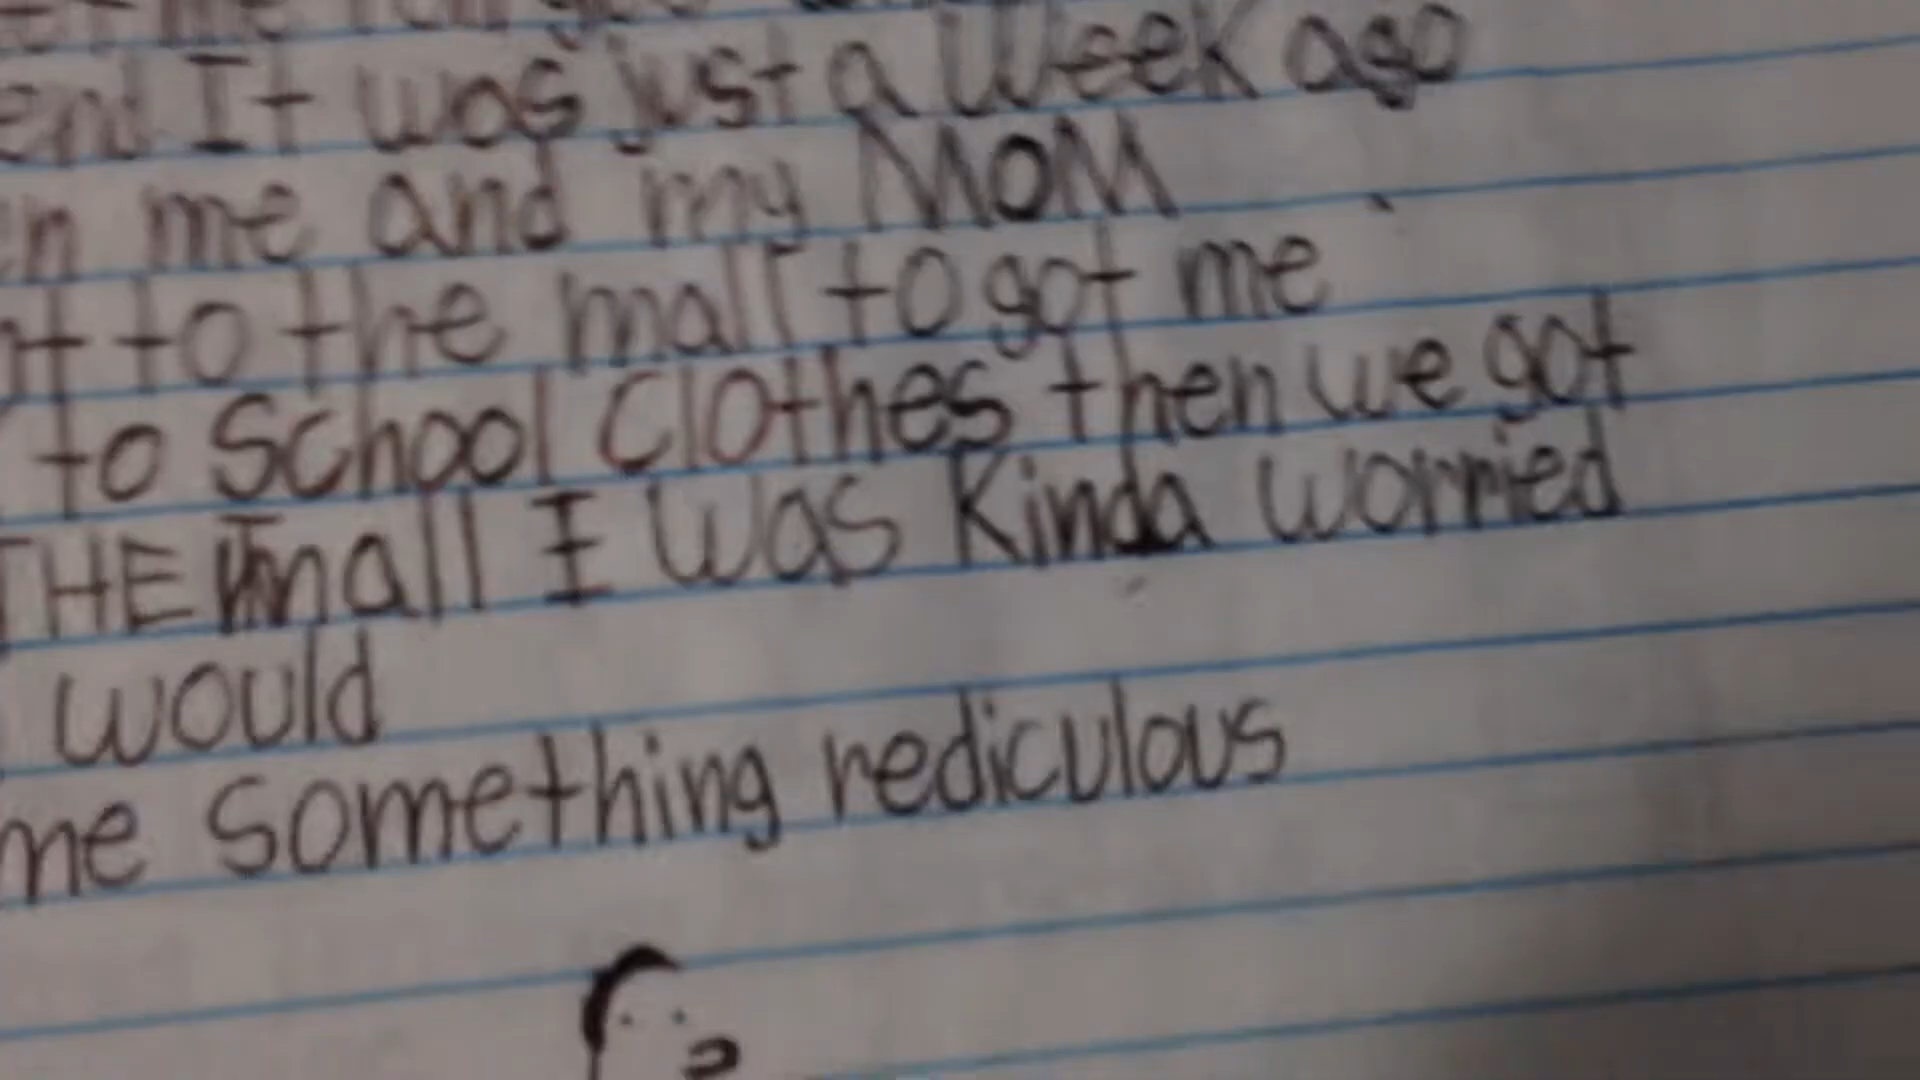 end It was just a Week ago
me and my MOM
to the mall to got me
to School Clothes then we got
THE mall I Was Kinda worried
would
me Something rediculous